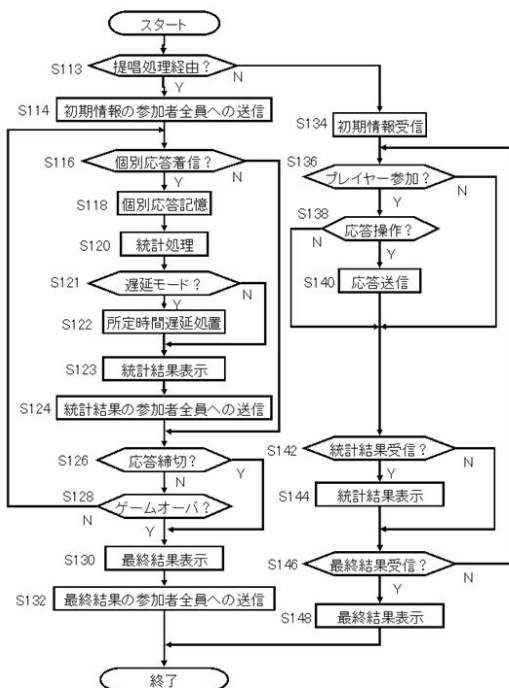 スタート
S113
提唱処理経由?
N
Y
S114
初期情報の参加者全員への送信
S134
初期情報受信
S116
個別応答着信?
Y
N
S136
プレイヤー参加?
Y
N
S118
個別応答記憶
S138
応答操作?
N
Y
S120
統計処理
S121
遅延モード?
N
Y
S140
応答送信
S122
所定時間遅延処置
S123
統計結果表示
S124
統計結果の参加者全員への送信
S126
応答締切?
Y
N
S142
統計結果受信?
Y
N
S128
ゲームオーバ?
N
Y
S144
統計結果表示
S130
最終結果表示
S146
最終結果受信?
Y
N
S132
最終結果の参加者全員への送信
S148
最終結果表示
終了